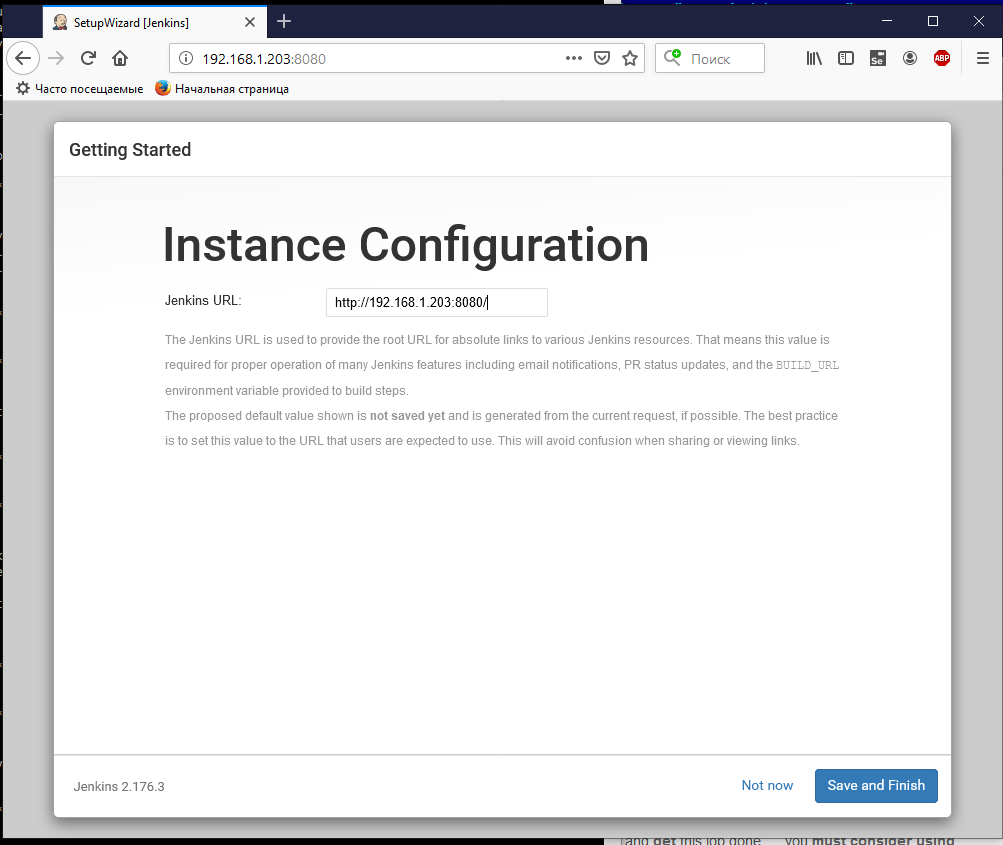 SetupWizard [Jenkins]
192.168.1.203:8080
Поиск
Se
ABP
Часто посещаемые
Начальная страница
Getting Started
Instance Configuration
Jenkins URL:
http://192.168.1.203:8080/
The Jenkins URL is used to provide the root URL for absolute links to various Jenkins resources. That means this value is
required for proper operation of many Jenkins features including email notifications, PR status updates, and the BUILD_URL
environment variable provided to build steps.
The proposed default value shown is not saved yet and is generated from the current request, if possible. The best practice
is to set this value to the URL that users are expected to use. This will avoid confusion when sharing or viewing links.
Jenkins 2.176.3
Not now
Save and Finish
and get this job done
you must consider using